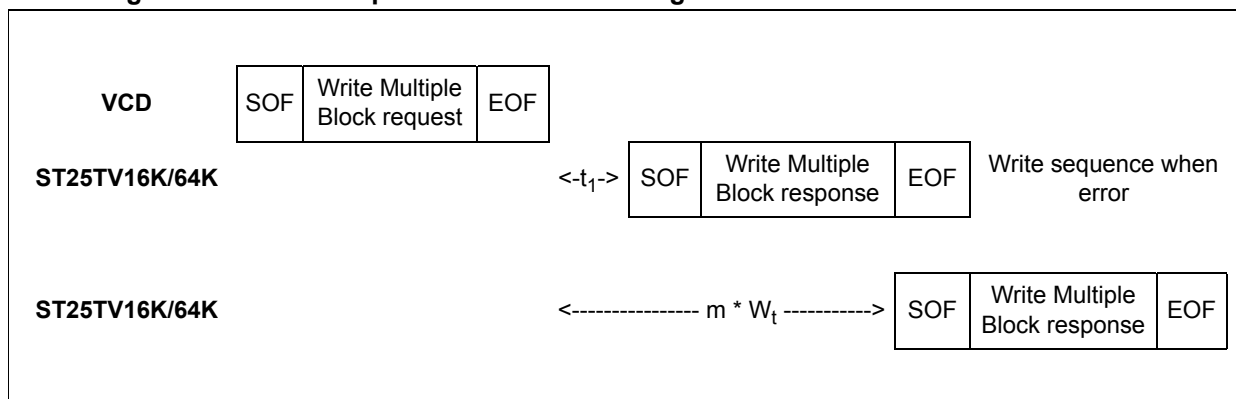 VCD
SOF
Write Multiple
Block request
EOF
ST25TV16K/64K
<-t1->
SOF
Write Multiple
Block response
EOF
Write sequence when
error
ST25TV16K/64K
<---------------- m * Wt ----------->
SOF
Write Multiple
Block response
EOF